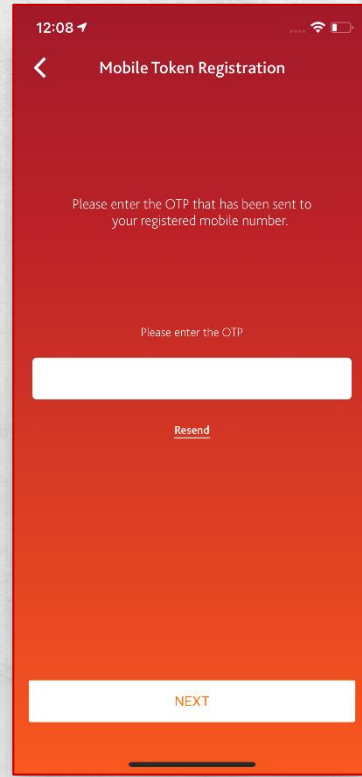 12:08
Mobile Token Registration
Please enter the OTP that has been sent to
your registered mobile number.
Please enter the OTP
Resend
NEXT